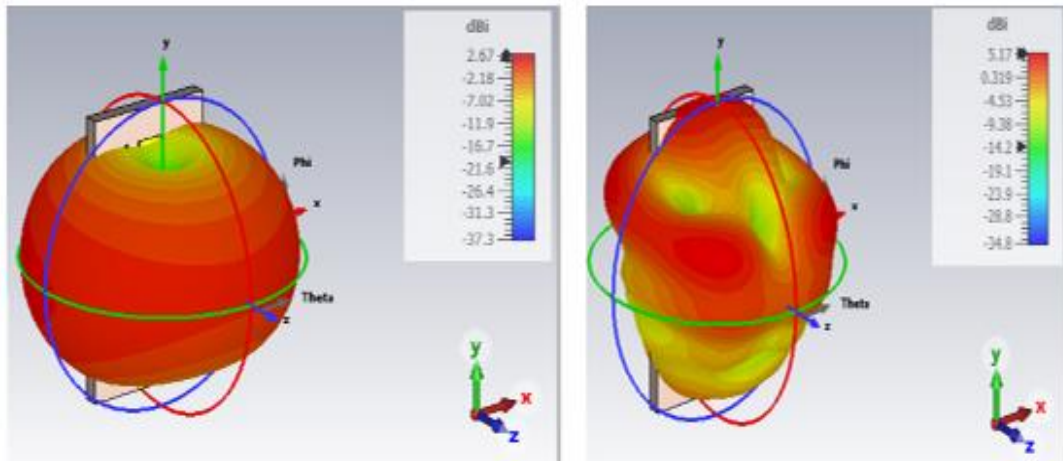 dBi
2.67
-2.18
-7.02
-11.9
-16.7
-21.6
-26.4
-31.3
-37.3
y
Phi
x
Theta
z
y
x
z
dBi
5.17
0.319
-4.53
-9.38
-14.2
-19.1
-23.9
-28.8
-34.8
y
Phi
x
Theta
z
y
x
z